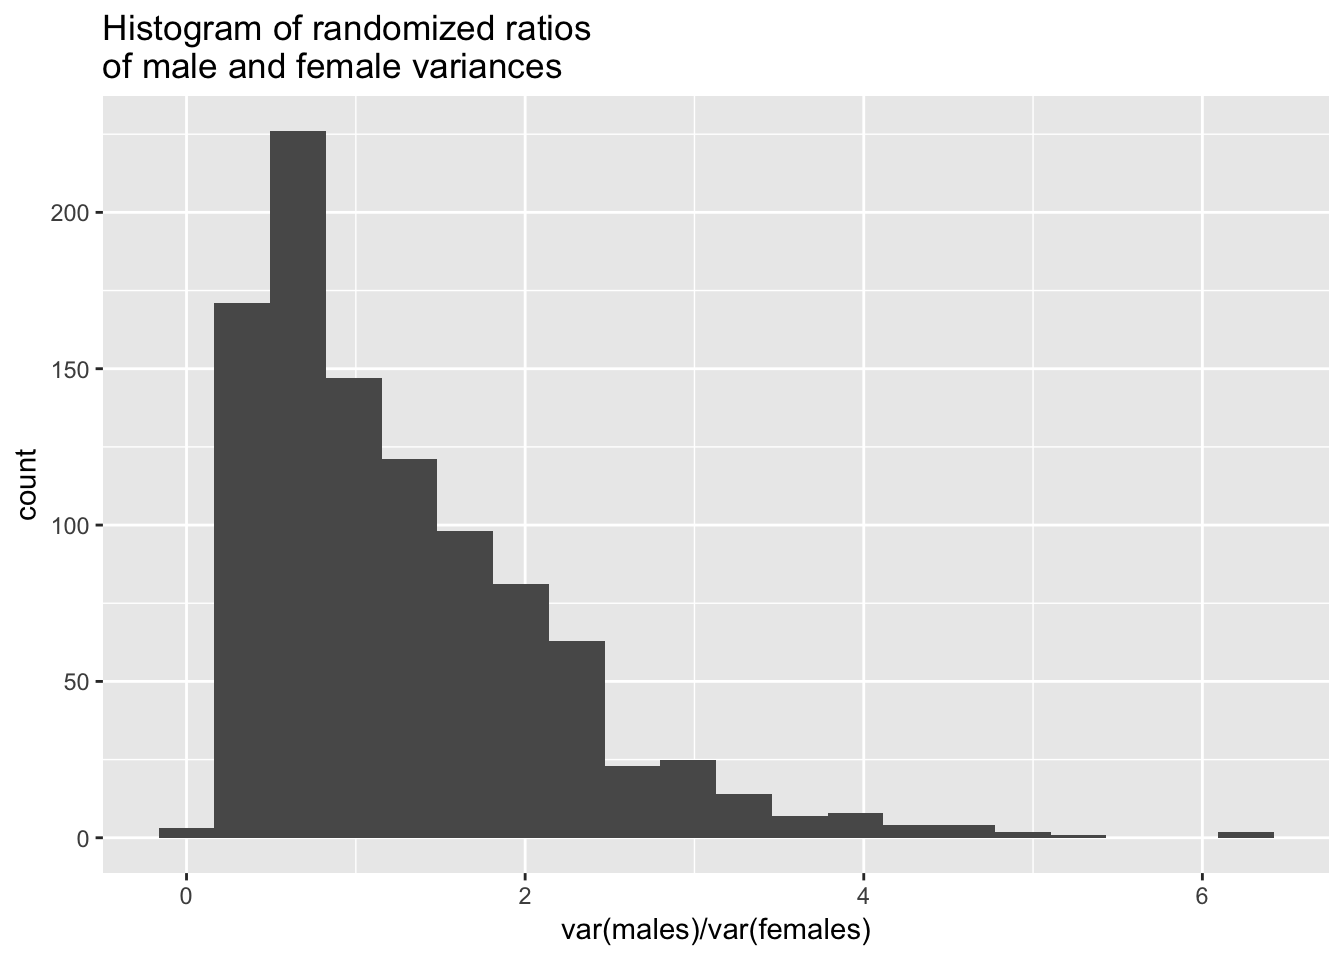 Histogram of randomized ratios
of male and female variances
200
150
100
50
0
count
0 2 4 6
var(males)/var(females)